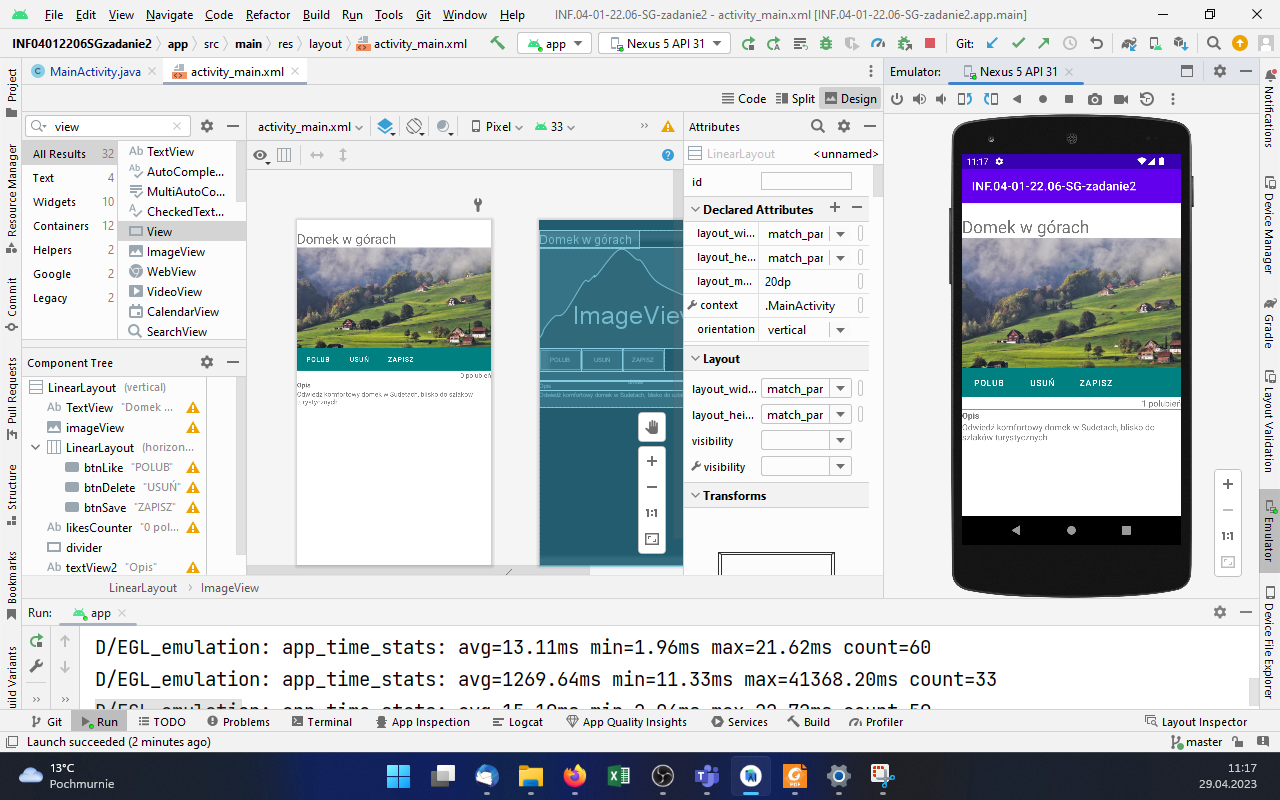 File Edit View Navigate Code Refactor Build Run Tools Git Window Help INF.04-01-22.06-SG-zadanie2 - activity_main.xml [INF.04-01-22.06-SG-zadanie2.app.main]
INF04012206SGzadanie2 app src main res layout activity_main.xml app Nexus 5 API 31 Git:
MainActivity.java activity_main.xml Emulator: Nexus 5 API 31
Code Split Design
view activity_main.xml Pixel 33 Attributes
All Results 32
Text 4
Widgets 10
Containers 12
Helpers 2
Google 2
Legacy 2
Ab TextView
AutoComple...
MultiAutoCo...
CheckedText...
View
ImageView
WebView
VideoView
CalendarView
SearchView
Component Tree
LinearLayout (vertical)
Ab TextView "Domek ...
imageView
LinearLayout (horizon...
btnLike "POLUB"
btnDelete "USUŃ"
btnSave "ZAPISZ"
Ab likesCounter "0 pol...
divider
Ab textView2 "Opis"
Domek w górach
POLUB USUŃ ZAPISZ
0 polubień
Opis
Odwiedź komfortowy domek w Sudetach, blisko do szlaków
turystycznych
Domek w górach
ImageView
POLUB USUŃ ZAPISZ
Opis
Odwiedź komfortowy domek w Sudetach, blisko do szlaków
1:1
LinearLayout <unnamed>
id
Declared Attributes
layout_wi... match_par
layout_he... match_par
layout_m... 20dp
context .MainActivity
orientation vertical
Layout
layout_wid... match_par
layout_hei... match_par
visibility
visibility
Transforms
LinearLayout ImageView
11:17
INF.04-01-22.06-SG-zadanie2
Domek w górach
POLUB USUŃ ZAPISZ
1 polubień
Opis
Odwiedź komfortowy domek w Sudetach, blisko do
szlaków turystycznych
1:1
Project
Resource Manager
Commit
Pull Requests
Structure
Bookmarks
uild Variants
Notifications
Device Manager
Gradle
Layout Validation
Emulator
Device File Explorer
Run: app
D/EGL_emulation: app_time_stats: avg=13.11ms min=1.96ms max=21.62ms count=60
D/EGL_emulation: app_time_stats: avg=1269.64ms min=11.33ms max=41368.20ms count=33
Git Run TODO Problems Terminal App Inspection Logcat App Quality Insights Services Build Profiler Layout Inspector
Launch succeeded (2 minutes ago) master
13°C
Pochmurnie
11:17
29.04.2023